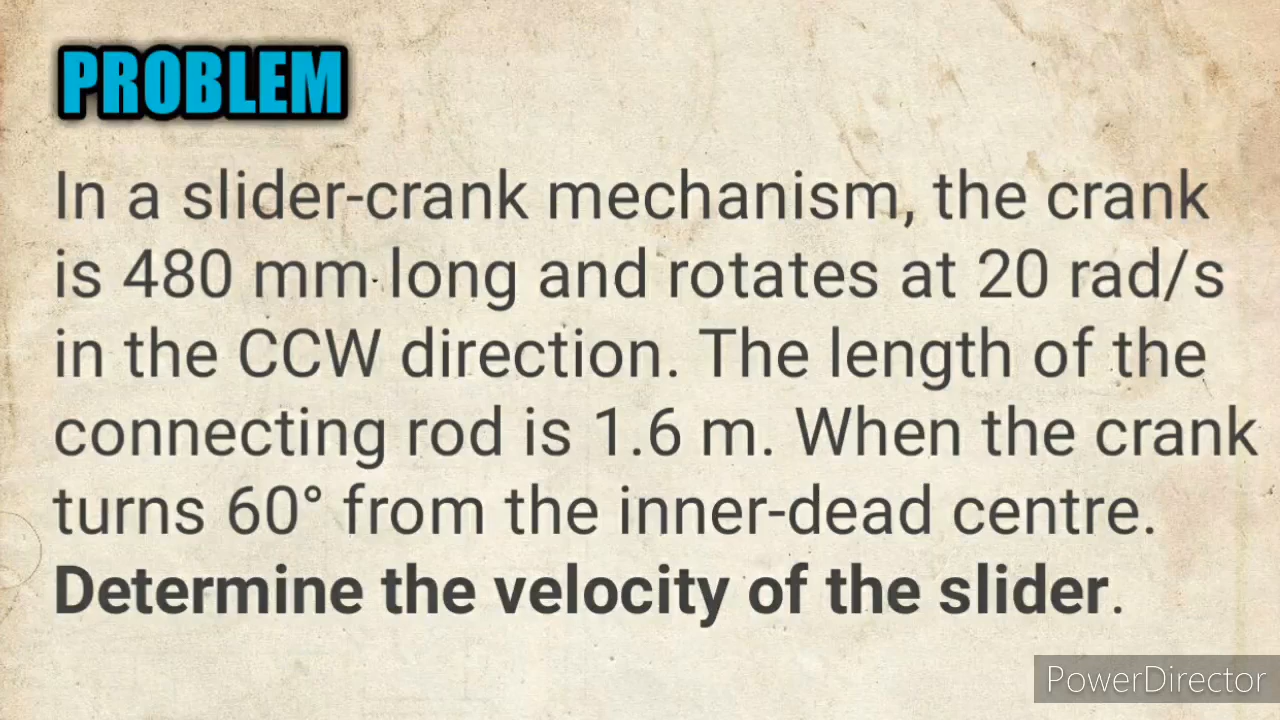 PROBLEM
In a slider-crank mechanism, the crank
is 480 mm long and rotates at 20 rad/s
in the CCW direction. The length of the
connecting rod is 1.6 m. When the crank
turns 60° from the inner-dead centre.
Determine the velocity of the slider.
PowerDirector